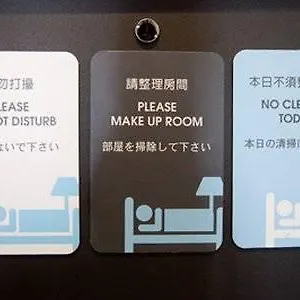 勿打擾
EASE
OT DISTURB
ないで下さい
請整理房間
PLEASE
MAKE UP ROOM
部屋を掃除して下さい
本日不須
NO CLE
TOD
本日の清掃